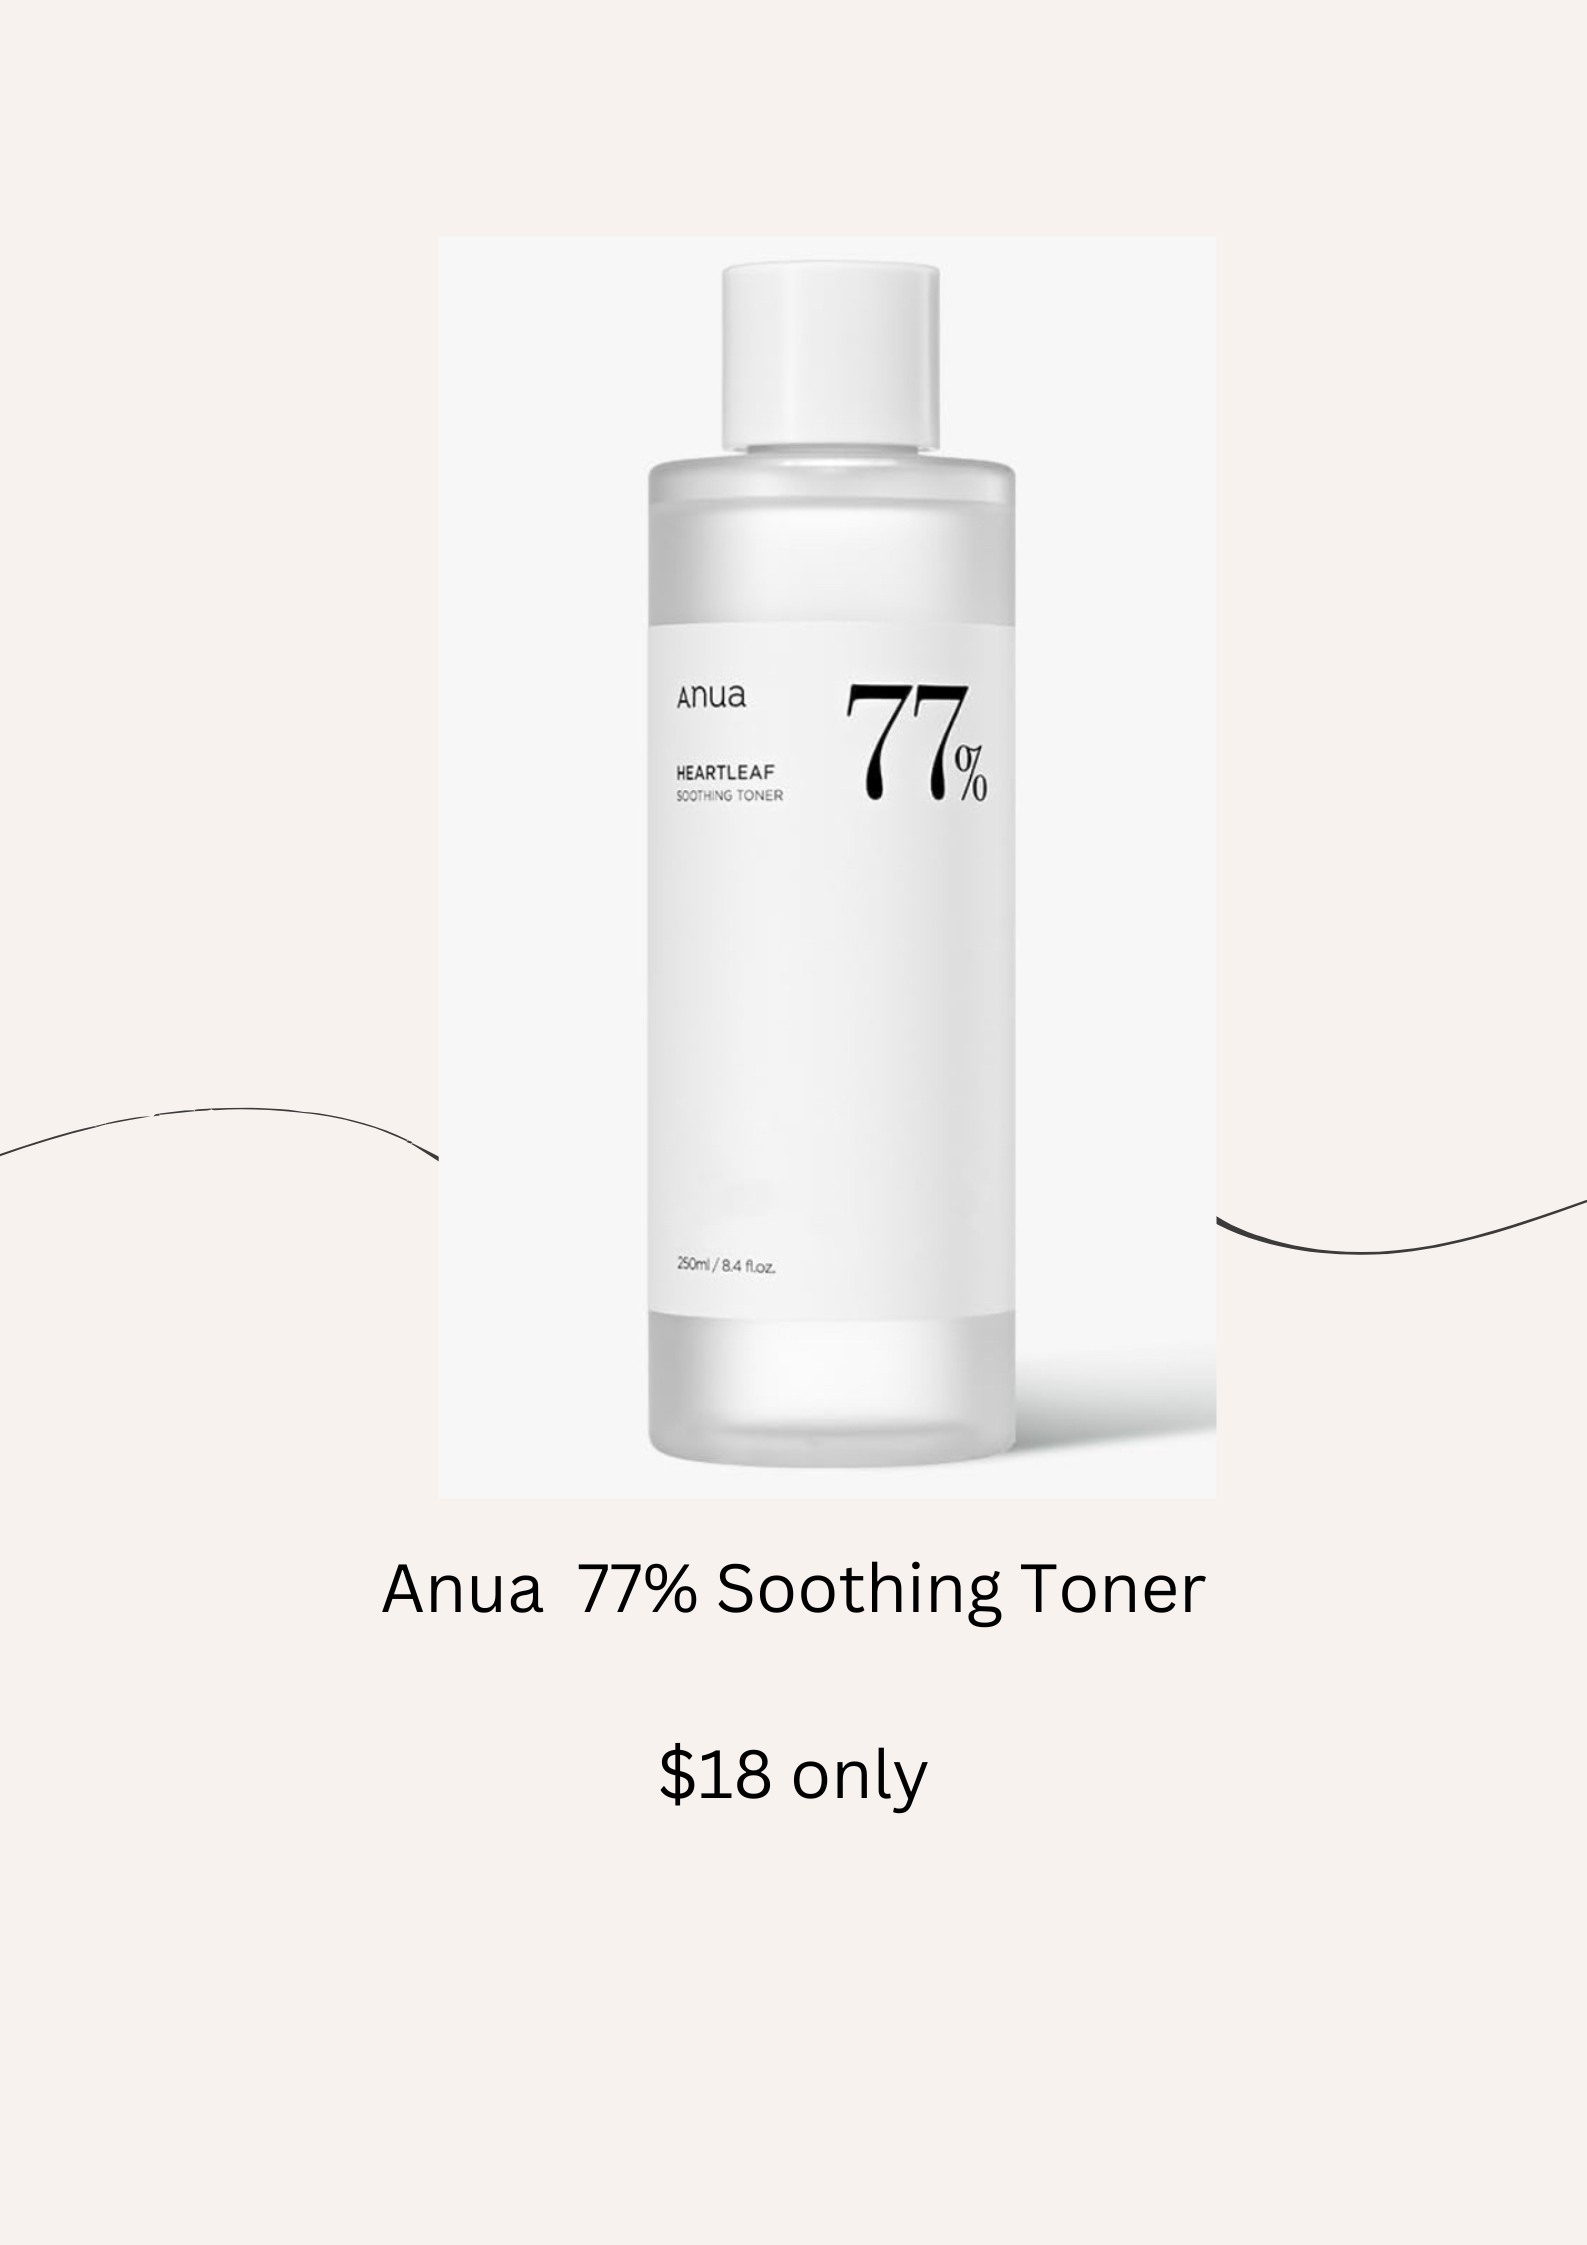 Anua
77%
HEARTLEAF
SOOTHING TONER
250ml / 8.4 fl.oz.
Anua 77% Soothing Toner
$18 only